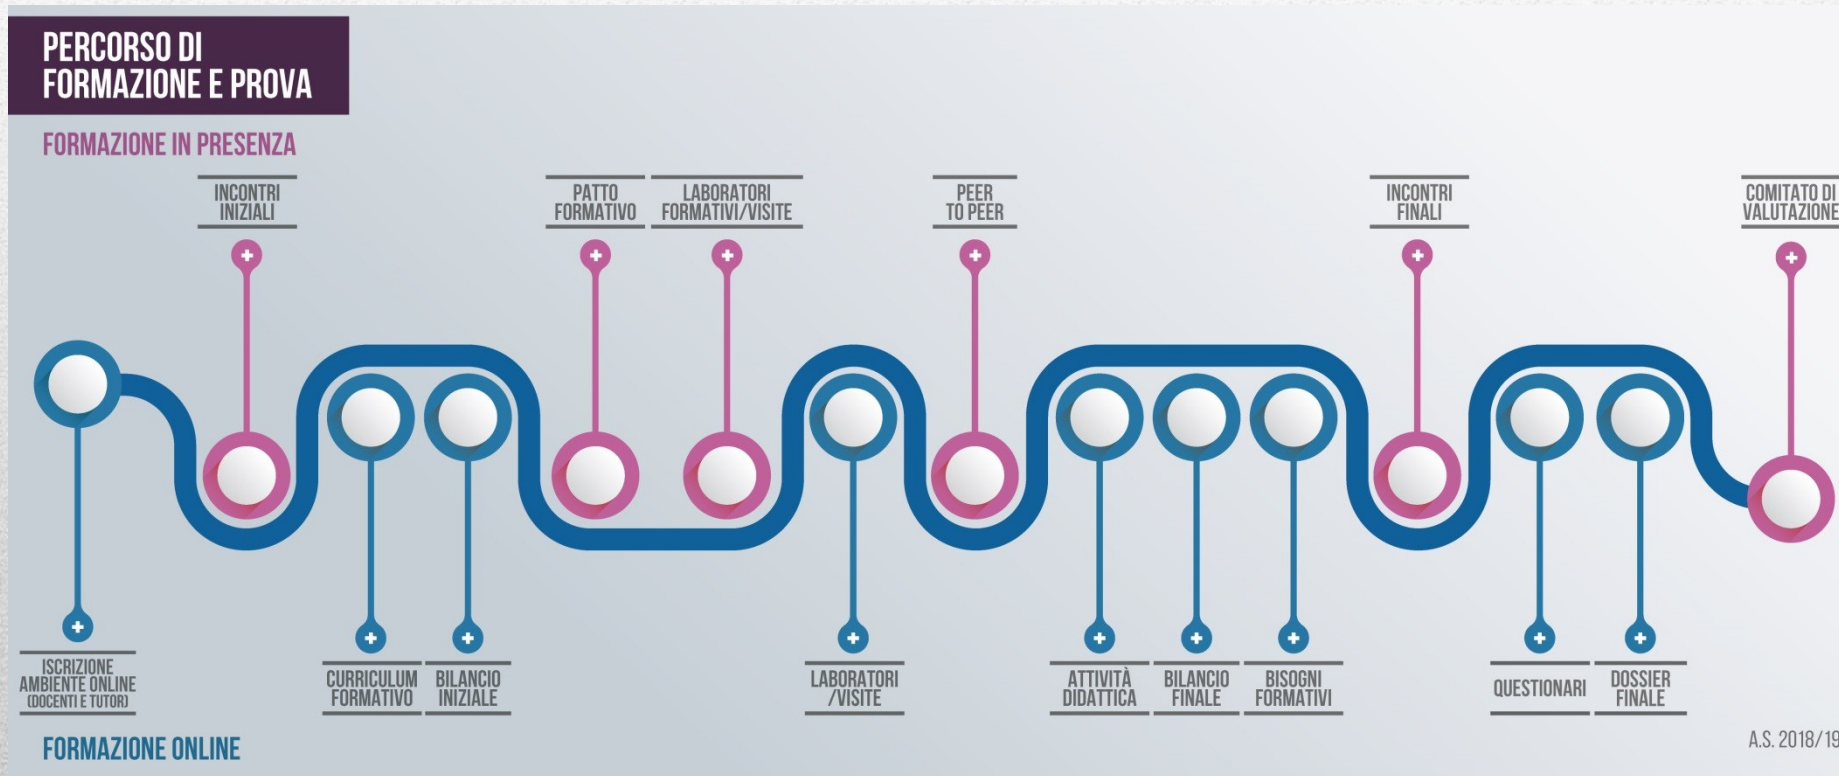 PERCORSO DI
FORMAZIONE E PROVA
FORMAZIONE IN PRESENZA
INCONTRI
INIZIALI
PATTO
FORMATIVO
LABORATORI
FORMATIVI/VISITE
PEER
TO PEER
INCONTRI
FINALI
COMITATO DI
VALUTAZIONE
ISCRIZIONE
AMBIENTE ONLINE
(DOCENTI E TUTOR)
CURRICULUM
FORMATIVO
BILANCIO
INIZIALE
LABORATORI
/VISITE
ATTIVITÀ
DIDATTICA
BILANCIO
FINALE
BISOGNI
FORMATIVI
QUESTIONARI
DOSSIER
FINALE
FORMAZIONE ONLINE
A.S. 2018/19